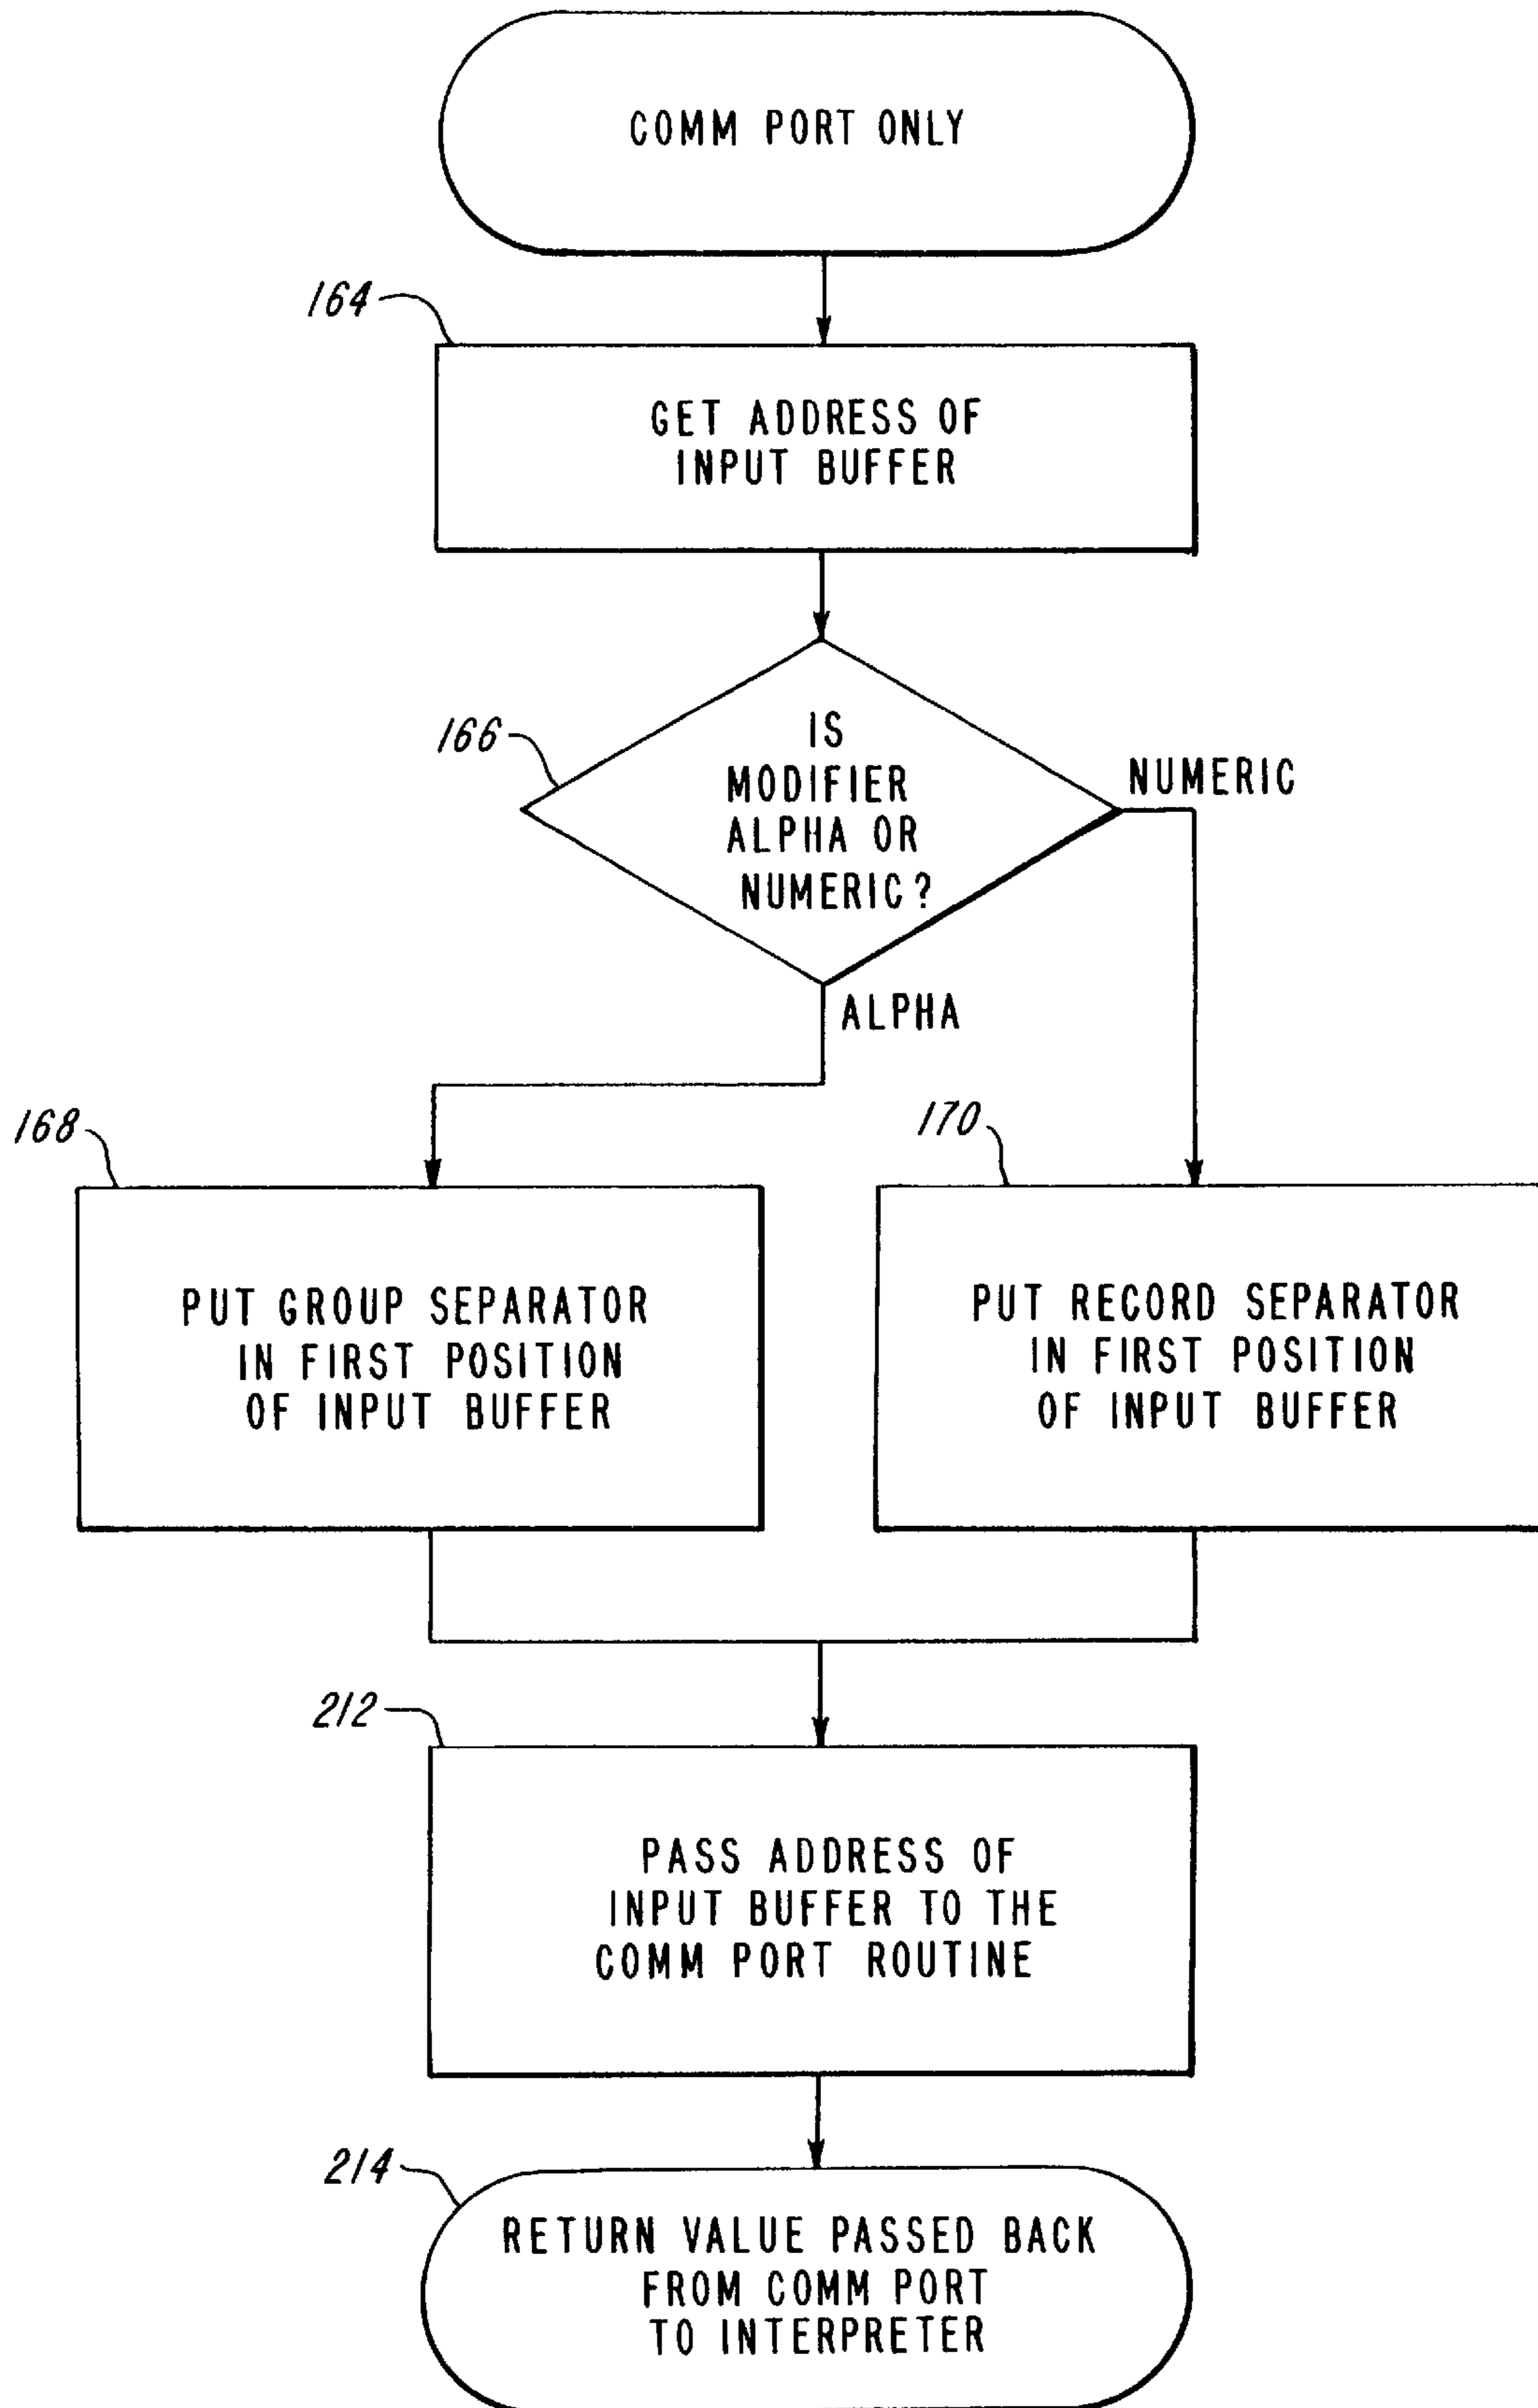 COMM PORT ONLY
164
GET ADDRESS OF
INPUT BUFFER
166
IS
MODIFIER
ALPHA OR
NUMERIC?
NUMERIC
ALPHA
168
PUT GROUP SEPARATOR
IN FIRST POSITION
OF INPUT BUFFER
170
PUT RECORD SEPARATOR
IN FIRST POSITION
OF INPUT BUFFER
212
PASS ADDRESS OF
INPUT BUFFER TO THE
COMM PORT ROUTINE
214
RETURN VALUE PASSED BACK
FROM COMM PORT
TO INTERPRETER